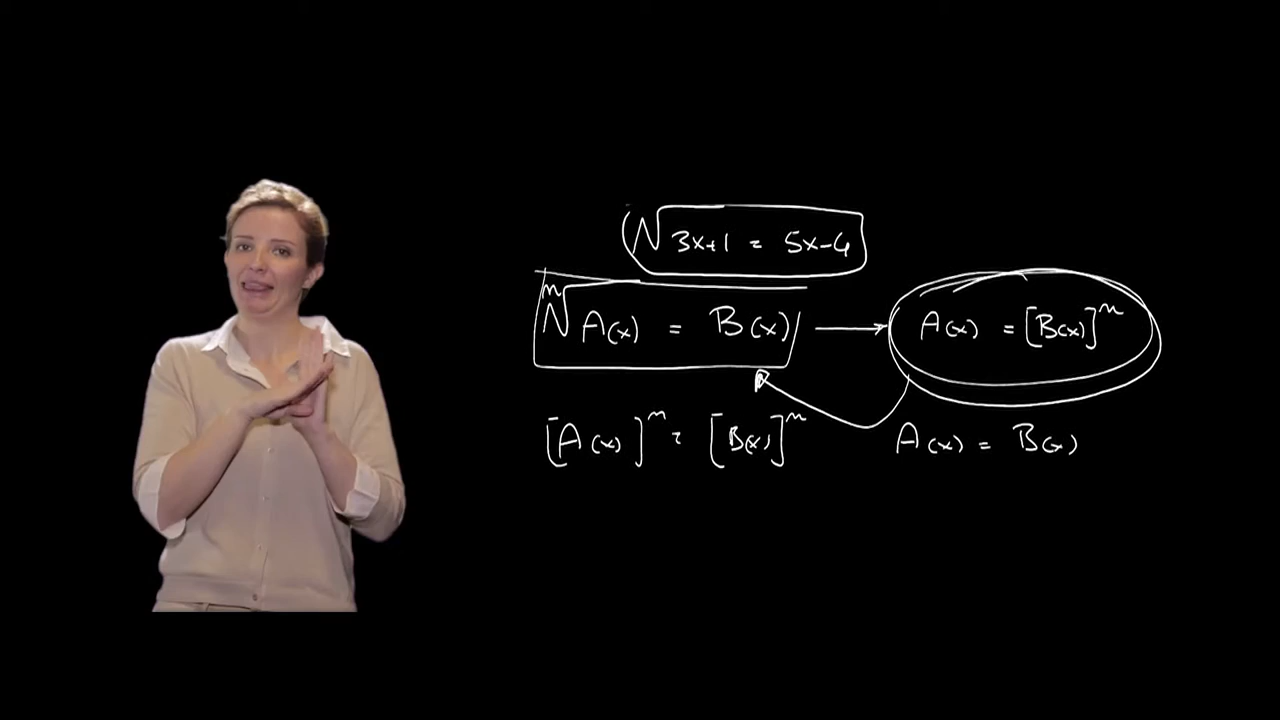 √3x+1 = 5x-4
ⁿ√A(x) = B(x) → A(x) = [B(x)]ⁿ
[A(x)]ⁿ = [B(x)]ⁿ A(x) = B(x)